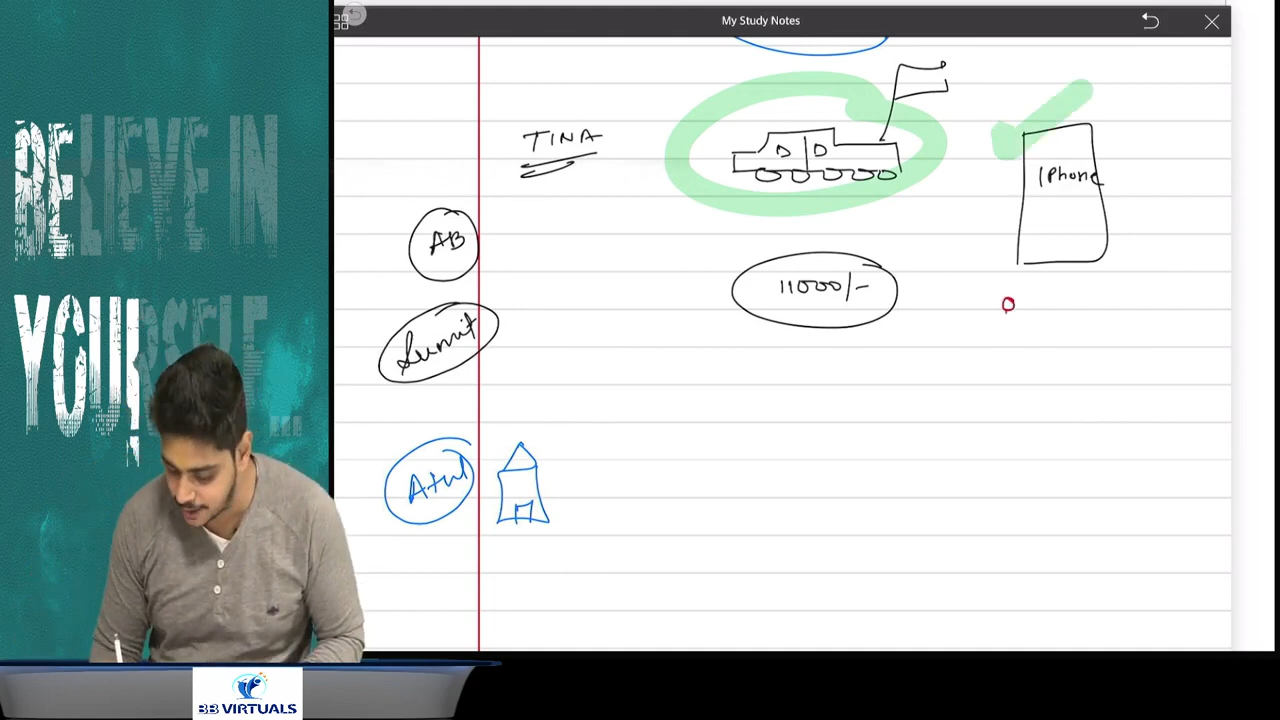 My Study Notes
BELIEVE IN
YOURSELF...
TINA
D D
IPhone
AB
11000/-
Sumit
Atul
BB VIRTUALS